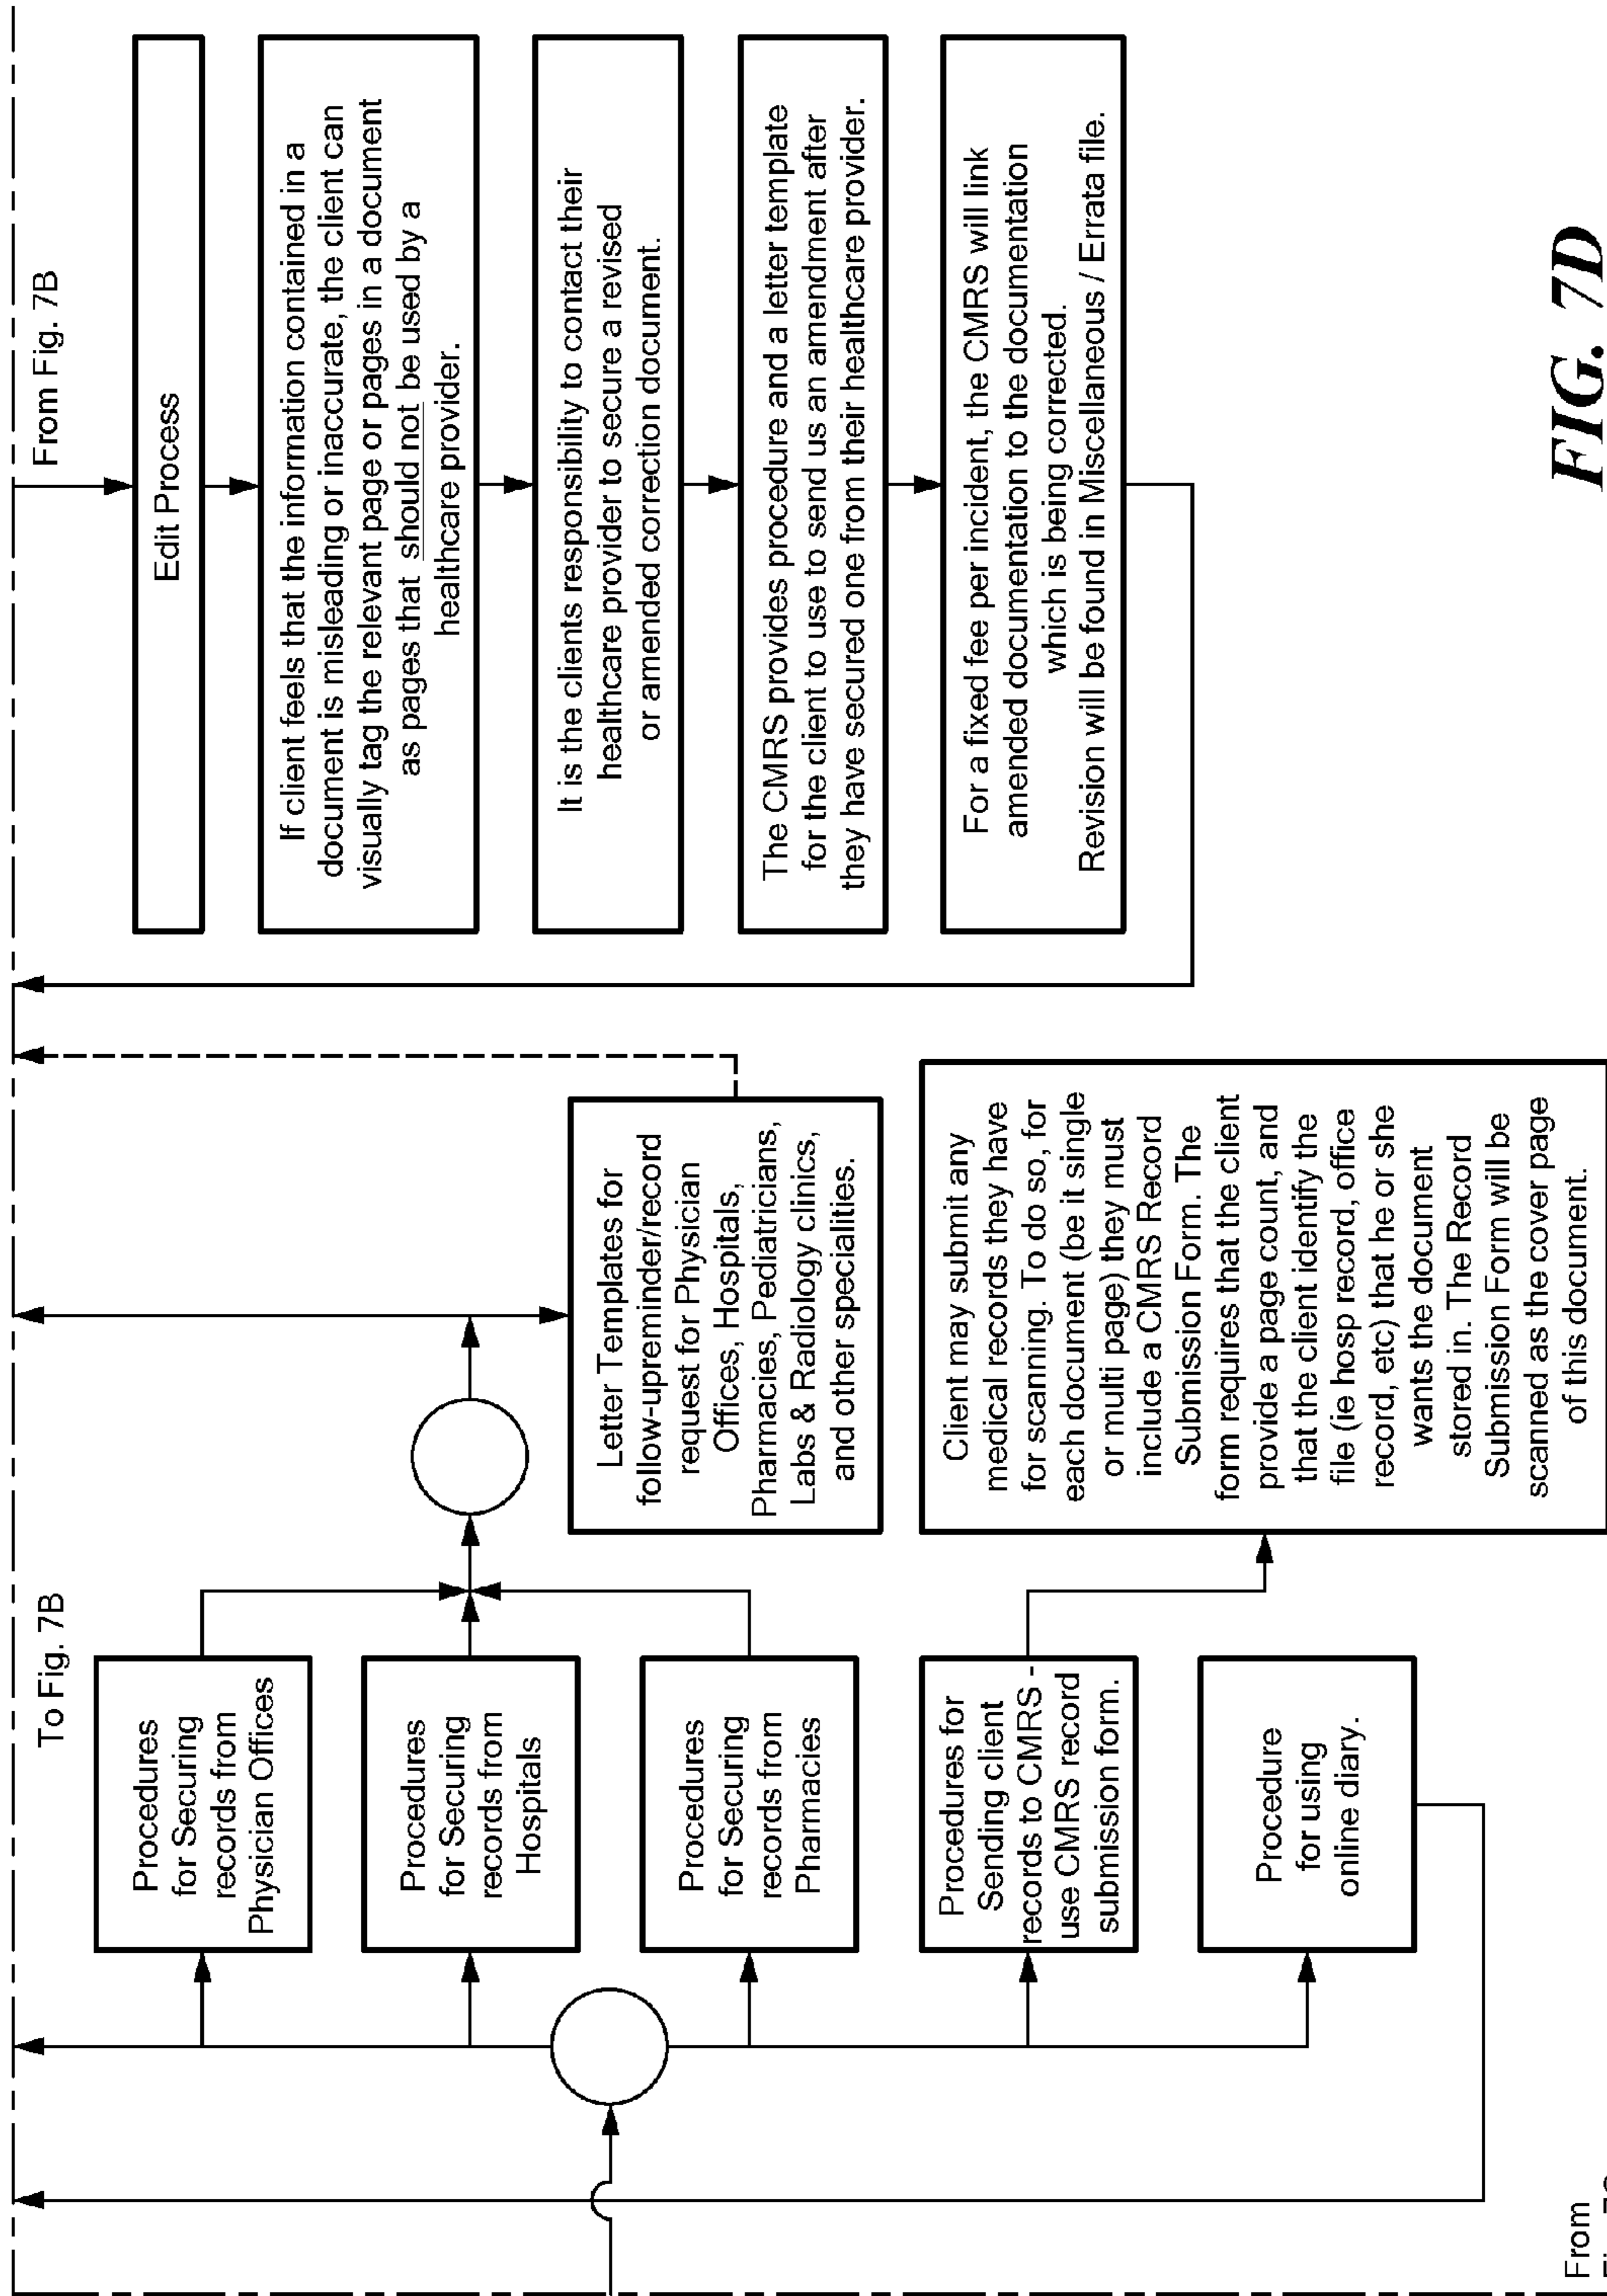 To Fig. 7B
From Fig. 7B
Procedures
for Securing
records from
Physician Offices
Procedures
for Securing
records from
Hospitals
Procedures
for Securing
records from
Pharmacies
Procedures for
Sending client
records to CMRS -
use CMRS record
submission form.
Procedure
for using
online diary.
Letter Templates for
follow-upreminder/record
request for Physician
Offices, Hospitals,
Pharmacies, Pediatricians,
Labs & Radiology clinics,
and other specialities.
Client may submit any
medical records they have
for scanning. To do so, for
each document (be it single
or multi page) they must
include a CMRS Record
Submission Form. The
form requires that the client
provide a page count, and
that the client identify the
file (ie hosp record, office
record, etc) that he or she
wants the document
stored in. The Record
Submission Form will be
scanned as the cover page
of this document.
Edit Process
If client feels that the information contained in a
document is misleading or inaccurate, the client can
visually tag the relevant page or pages in a document
as pages that should not be used by a
healthcare provider.
It is the clients responsibility to contact their
healthcare provider to secure a revised
or amended correction document.
The CMRS provides procedure and a letter template
for the client to use to send us an amendment after
they have secured one from their healthcare provider.
For a fixed fee per incident, the CMRS will link
amended documentation to the documentation
which is being corrected.
Revision will be found in Miscellaneous / Errata file.
From
FIG. 7D